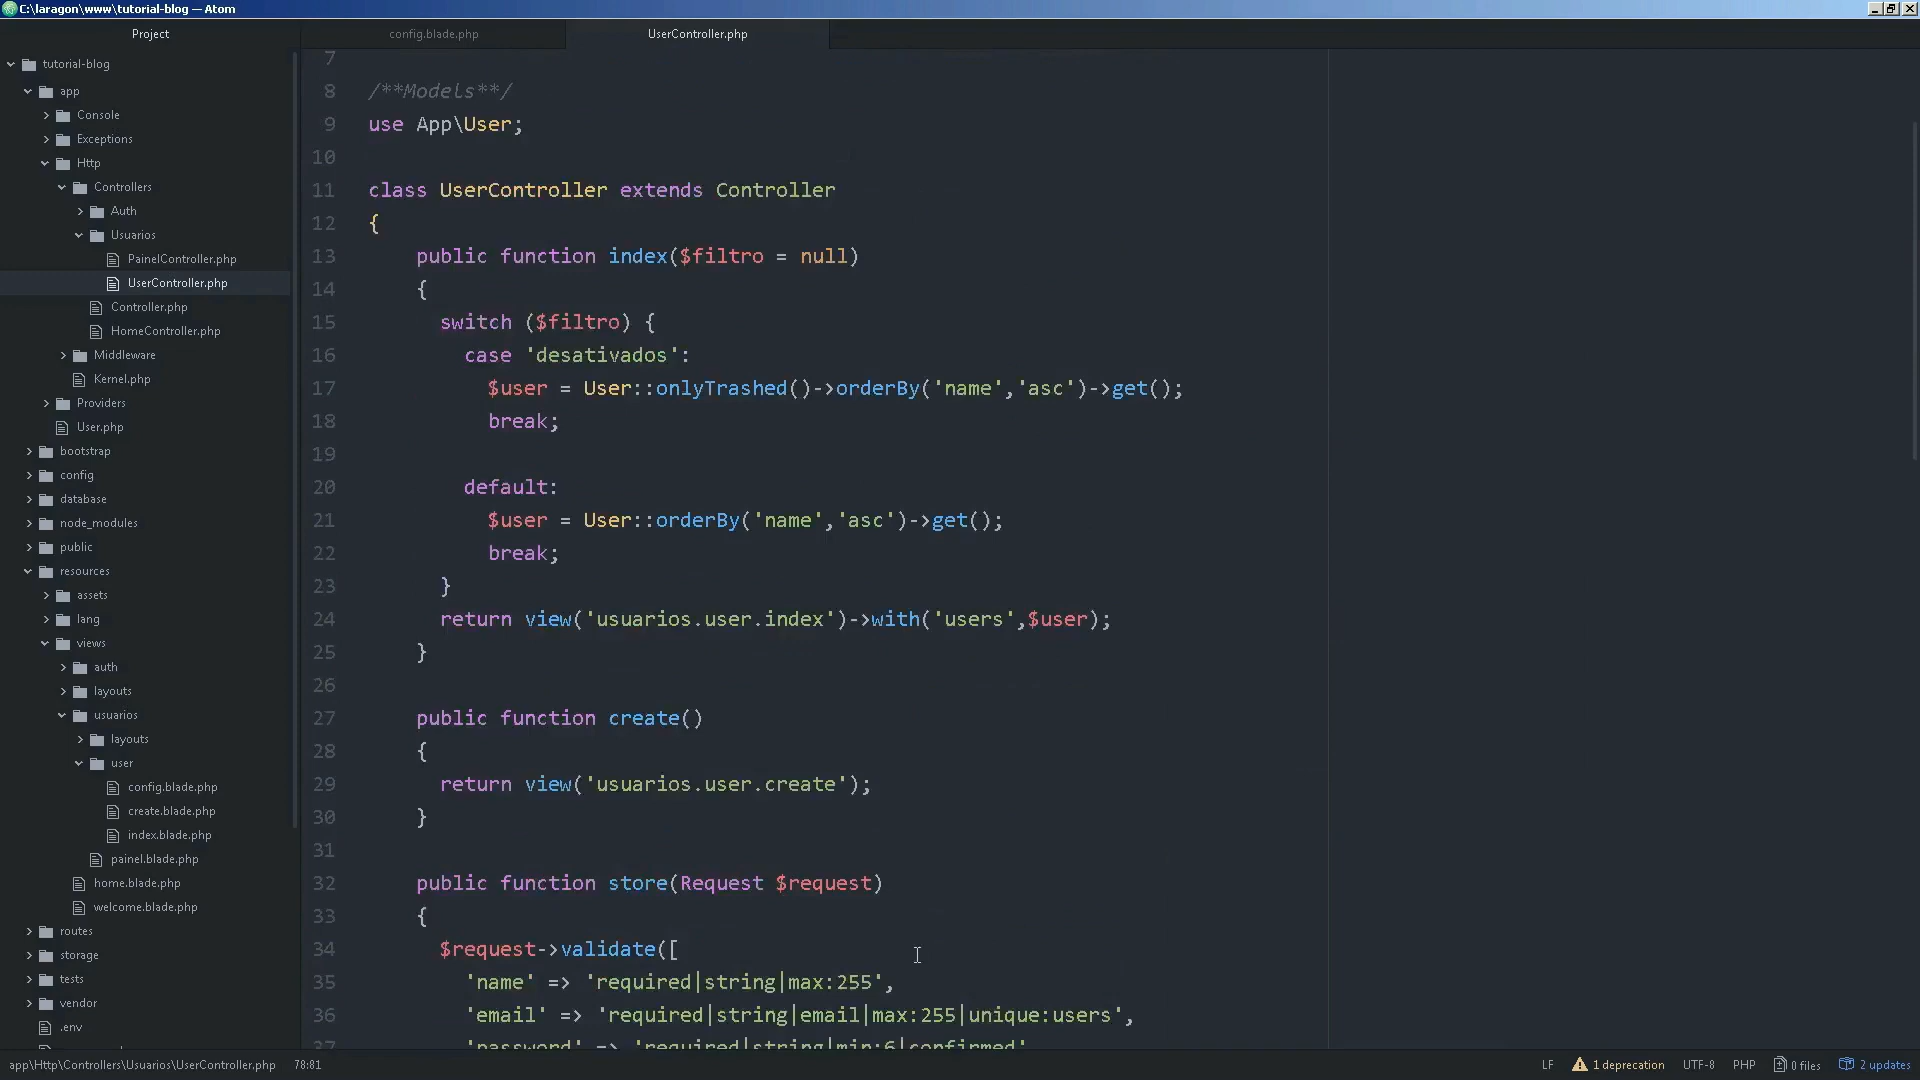 C:\laragon\www\tutorial-blog — Atom
Project
config.blade.php
UserController.php
tutorial-blog
app
Console
Exceptions
Http
Controllers
Auth
Usuarios
PainelController.php
UserController.php
Controller.php
HomeController.php
Middleware
Kernel.php
Providers
User.php
bootstrap
config
database
node_modules
public
resources
assets
lang
views
auth
layouts
usuarios
layouts
user
config.blade.php
create.blade.php
index.blade.php
painel.blade.php
home.blade.php
welcome.blade.php
routes
storage
tests
vendor
.env
7
8 /**Models**/
9 use App\User;
10
11 class UserController extends Controller
12 {
13 public function index($filtro = null)
14 {
15 switch ($filtro) {
16 case 'desativados':
17 $user = User::onlyTrashed()->orderBy('name','asc')->get();
18 break;
19
20 default:
21 $user = User::orderBy('name','asc')->get();
22 break;
23 }
24 return view('usuarios.user.index')->with('users',$user);
25 }
26
27 public function create()
28 {
29 return view('usuarios.user.create');
30 }
31
32 public function store(Request $request)
33 {
34 $request->validate([
35 'name' => 'required|string|max:255',
36 'email' => 'required|string|email|max:255|unique:users',
37 'password' => 'required|string|min:6|confirmed'
app\Http\Controllers\Usuarios\UserController.php 78:81
LF 1 deprecation UTF-8 PHP 0 files 2 updates